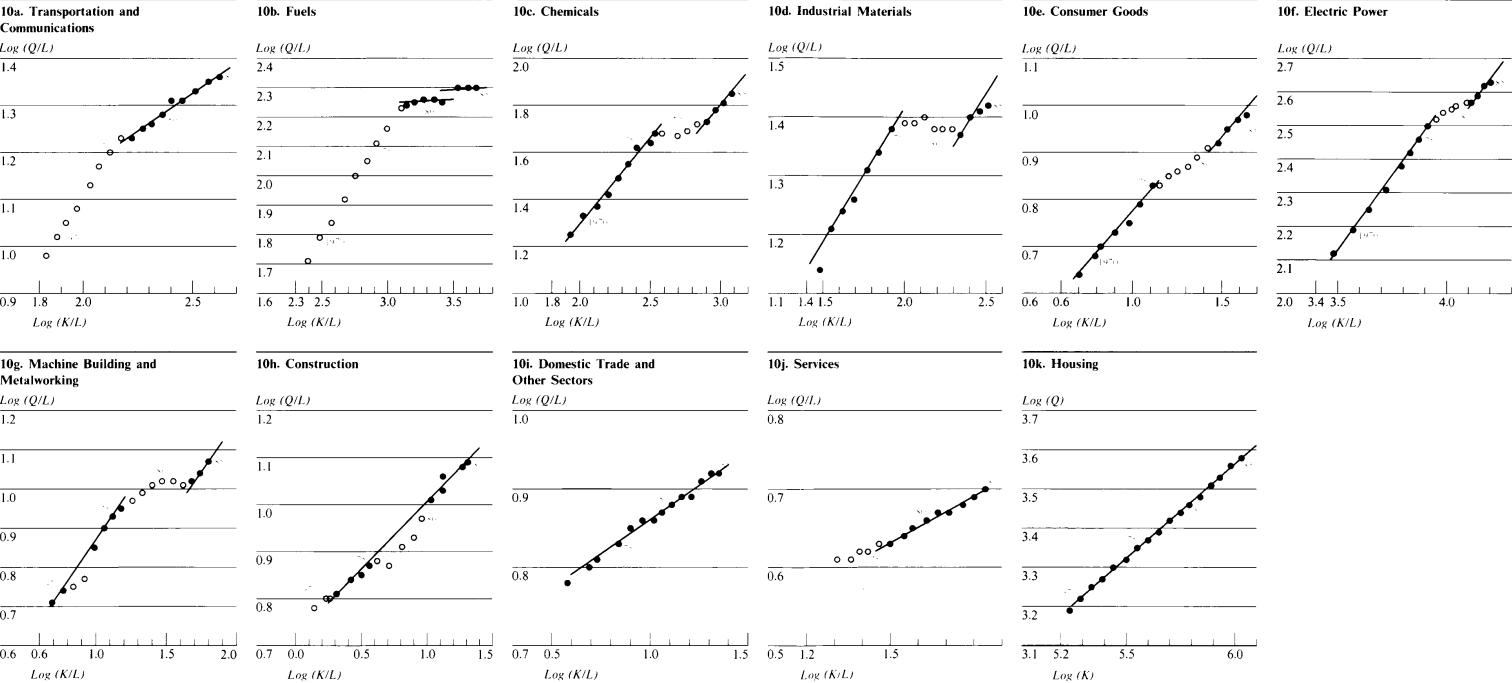 10a. Transportation and
Communications
Log (Q/L)
1.4
1.3
1.2
1.1
1.0
0.9 1.8 2.0 2.5
Log (K/L)
10b. Fuels
Log (Q/L)
2.4
2.3
2.2
2.1
2.0
1.9
1.8
1.7
1.6 2.3 2.5 3.0 3.5
Log (K/L)
10c. Chemicals
Log (Q/L)
2.0
1.8
1.6
1.4
1.2
1.0 1.8 2.0 2.5 3.0
Log (K/L)
10d. Industrial Materials
Log (Q/L)
1.5
1.4
1.3
1.2
1.1 1.4 1.5 2.0 2.5
Log (K/L)
10e. Consumer Goods
Log (Q/L)
1.1
1.0
0.9
0.8
0.7
0.6 0.6 1.0 1.5
Log (K/L)
10f. Electric Power
Log (Q/L)
2.7
2.6
2.5
2.4
2.3
2.2
2.1
2.0 3.4 3.5 4.0
Log (K/L)
10g. Machine Building and
Metalworking
Log (Q/L)
1.2
1.1
1.0
0.9
0.8
0.7
0.6 0.6 1.0 1.5 2.0
Log (K/L)
10h. Construction
Log (Q/L)
1.2
1.1
1.0
0.9
0.8
0.7 0.0 0.5 1.0 1.5
Log (K/L)
10i. Domestic Trade and
Other Sectors
Log (Q/L)
1.0
0.9
0.8
0.7 0.5 1.0 1.5
Log (K/L)
10j. Services
Log (Q/L)
0.8
0.7
0.6
0.5 1.2 1.5
Log (K/L)
10k. Housing
Log (Q)
3.7
3.6
3.5
3.4
3.3
3.2
3.1 5.2 5.5 6.0
Log (K)